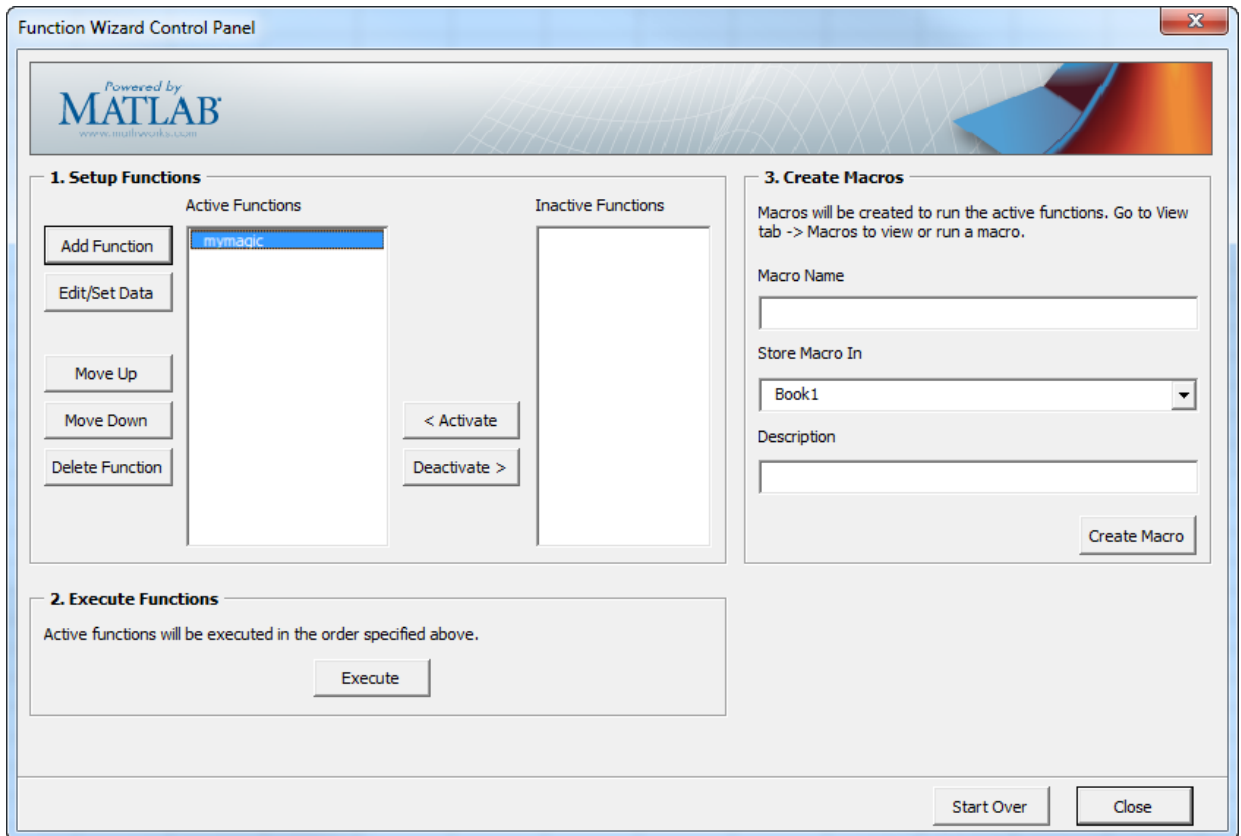 Function Wizard Control Panel
Powered by
MATLAB®
www.mathworks.com
1. Setup Functions
Active Functions
Inactive Functions
Add Function
mymagic
Edit/Set Data
Move Up
Move Down
< Activate
Delete Function
Deactivate >
3. Create Macros
Macros will be created to run the active functions. Go to View
tab -> Macros to view or run a macro.
Macro Name
Store Macro In
Book1
Description
Create Macro
2. Execute Functions
Active functions will be executed in the order specified above.
Execute
Start Over
Close